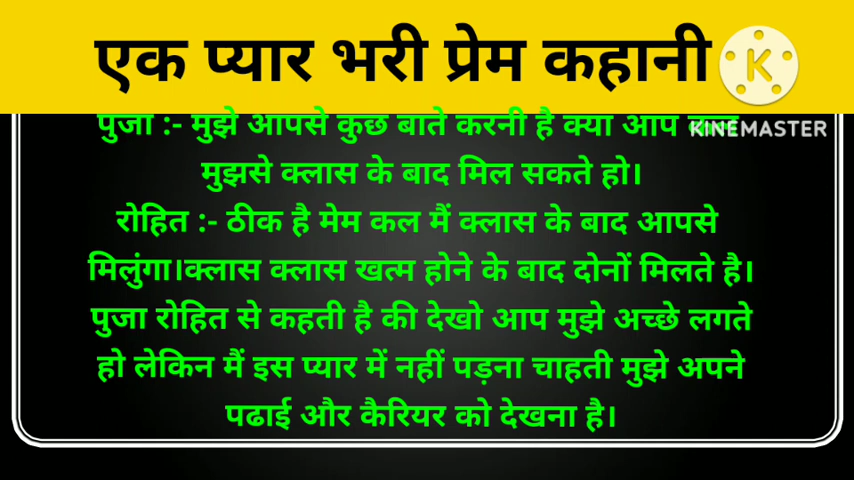 एक प्यार भरी प्रेम कहानी
K
KINEMASTER
पुजा :- मुझे आपसे कुछ बाते करनी है क्या आप
मुझसे क्लास के बाद मिल सकते हो।
रोहित :- ठीक है मेम कल मैं क्लास के बाद आपसे
मिलुंगा।क्लास क्लास खत्म होने के बाद दोनों मिलते है।
पुजा रोहित से कहती है की देखो आप मुझे अच्छे लगते
हो लेकिन मैं इस प्यार में नहीं पड़ना चाहती मुझे अपने
पढाई और कैरियर को देखना है।